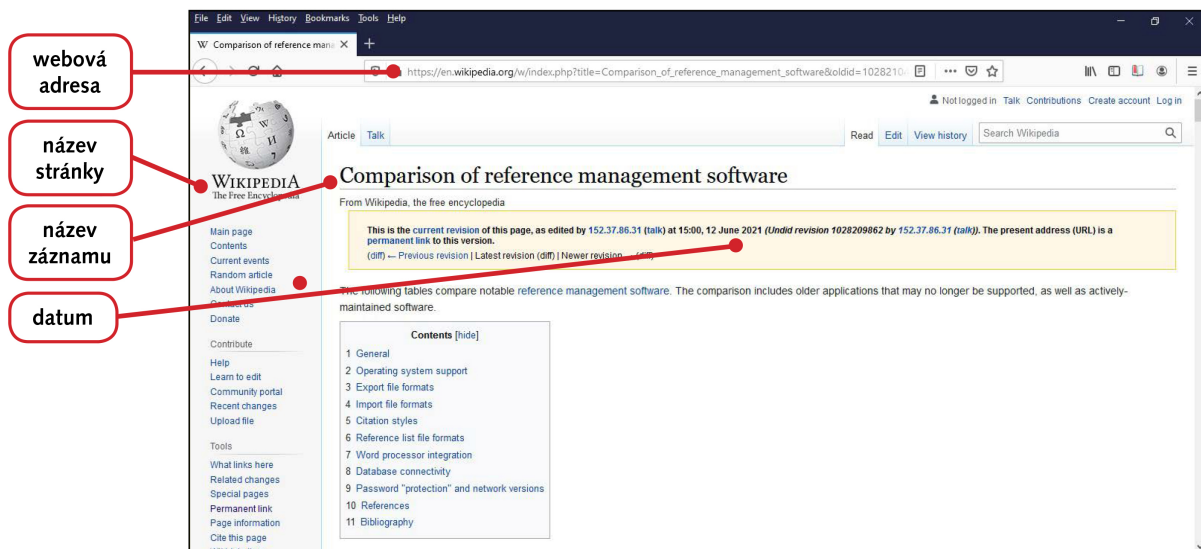 File Edit View History Bookmarks Tools Help
W Comparison of reference mana
https://en.wikipedia.org/w/index.php?title=Comparison_of_reference_management_software&oldid=1028210
webová
adresa
název
stránky
název
záznamu
datum
Not logged in Talk Contributions Create account Log in
Article Talk
Read Edit View history Search Wikipedia
WIKIPEDIA
The Free Encyclopedia
Comparison of reference management software
From Wikipedia, the free encyclopedia
This is the current revision of this page, as edited by 152.37.86.31 (talk) at 15:00, 12 June 2021 (Undid revision 1028209862 by 152.37.86.31 (talk)). The present address (URL) is a
permanent link to this version.
(diff) ← Previous revision | Latest revision (diff) | Newer revision → (diff)
The following tables compare notable reference management software. The comparison includes older applications that may no longer be supported, as well as actively-
maintained software.
Main page
Contents
Current events
Random article
About Wikipedia
Contact us
Donate
Contribute
Help
Learn to edit
Community portal
Recent changes
Upload file
Tools
What links here
Related changes
Special pages
Permanent link
Page information
Cite this page
Contents [hide]
1 General
2 Operating system support
3 Export file formats
4 Import file formats
5 Citation styles
6 Reference list file formats
7 Word processor integration
8 Database connectivity
9 Password "protection" and network versions
10 References
11 Bibliography